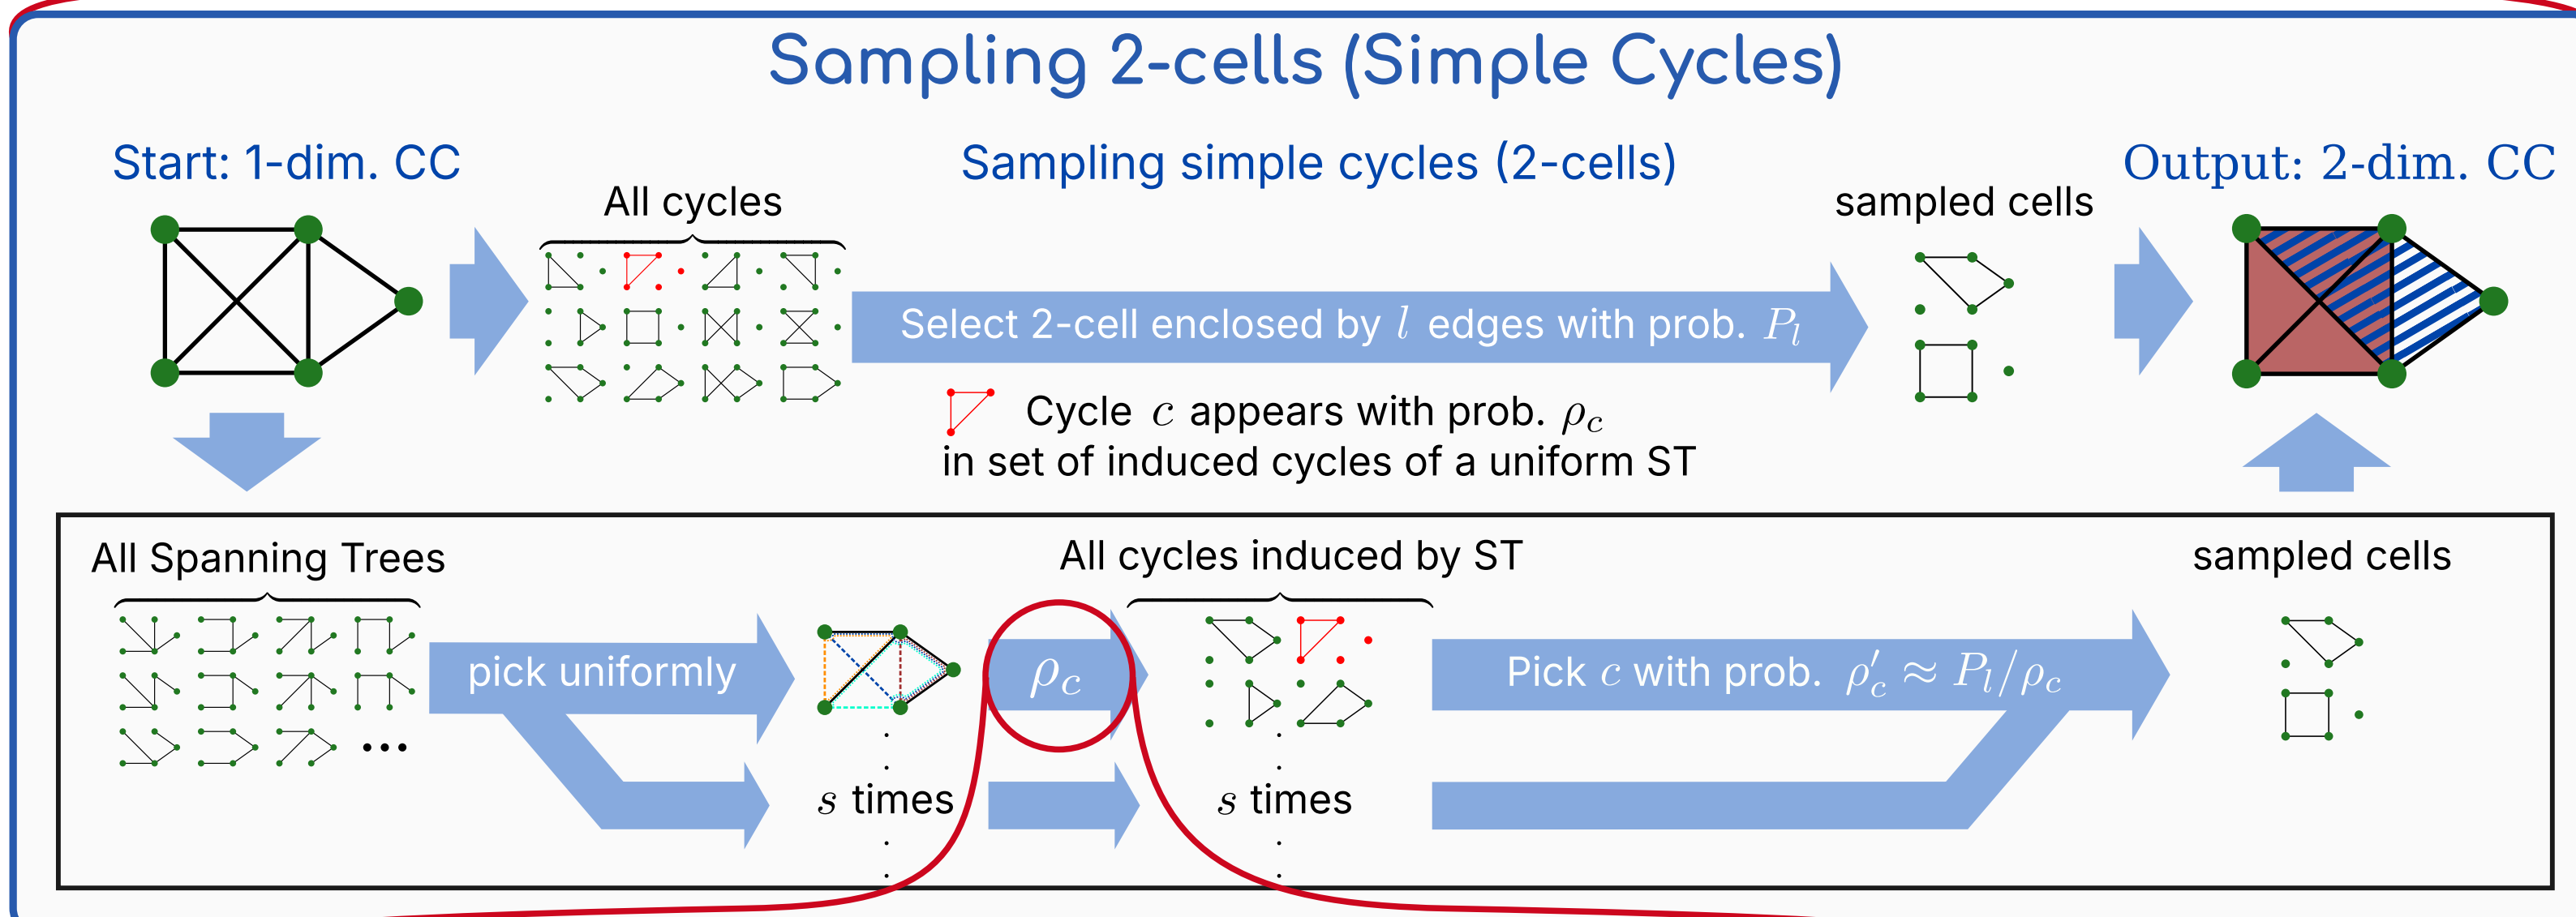 Sampling 2-cells (Simple Cycles)
Start: 1-dim. CC
Sampling simple cycles (2-cells)
Output: 2-dim. CC
All cycles
sampled cells
Select 2-cell enclosed by l edges with prob. P_l
Cycle c appears with prob. ρ_c
in set of induced cycles of a uniform ST
All Spanning Trees
All cycles induced by ST
sampled cells
pick uniformly
ρ_c
Pick c with prob. ρ′_c ≈ P_l/ρ_c
s times
s times